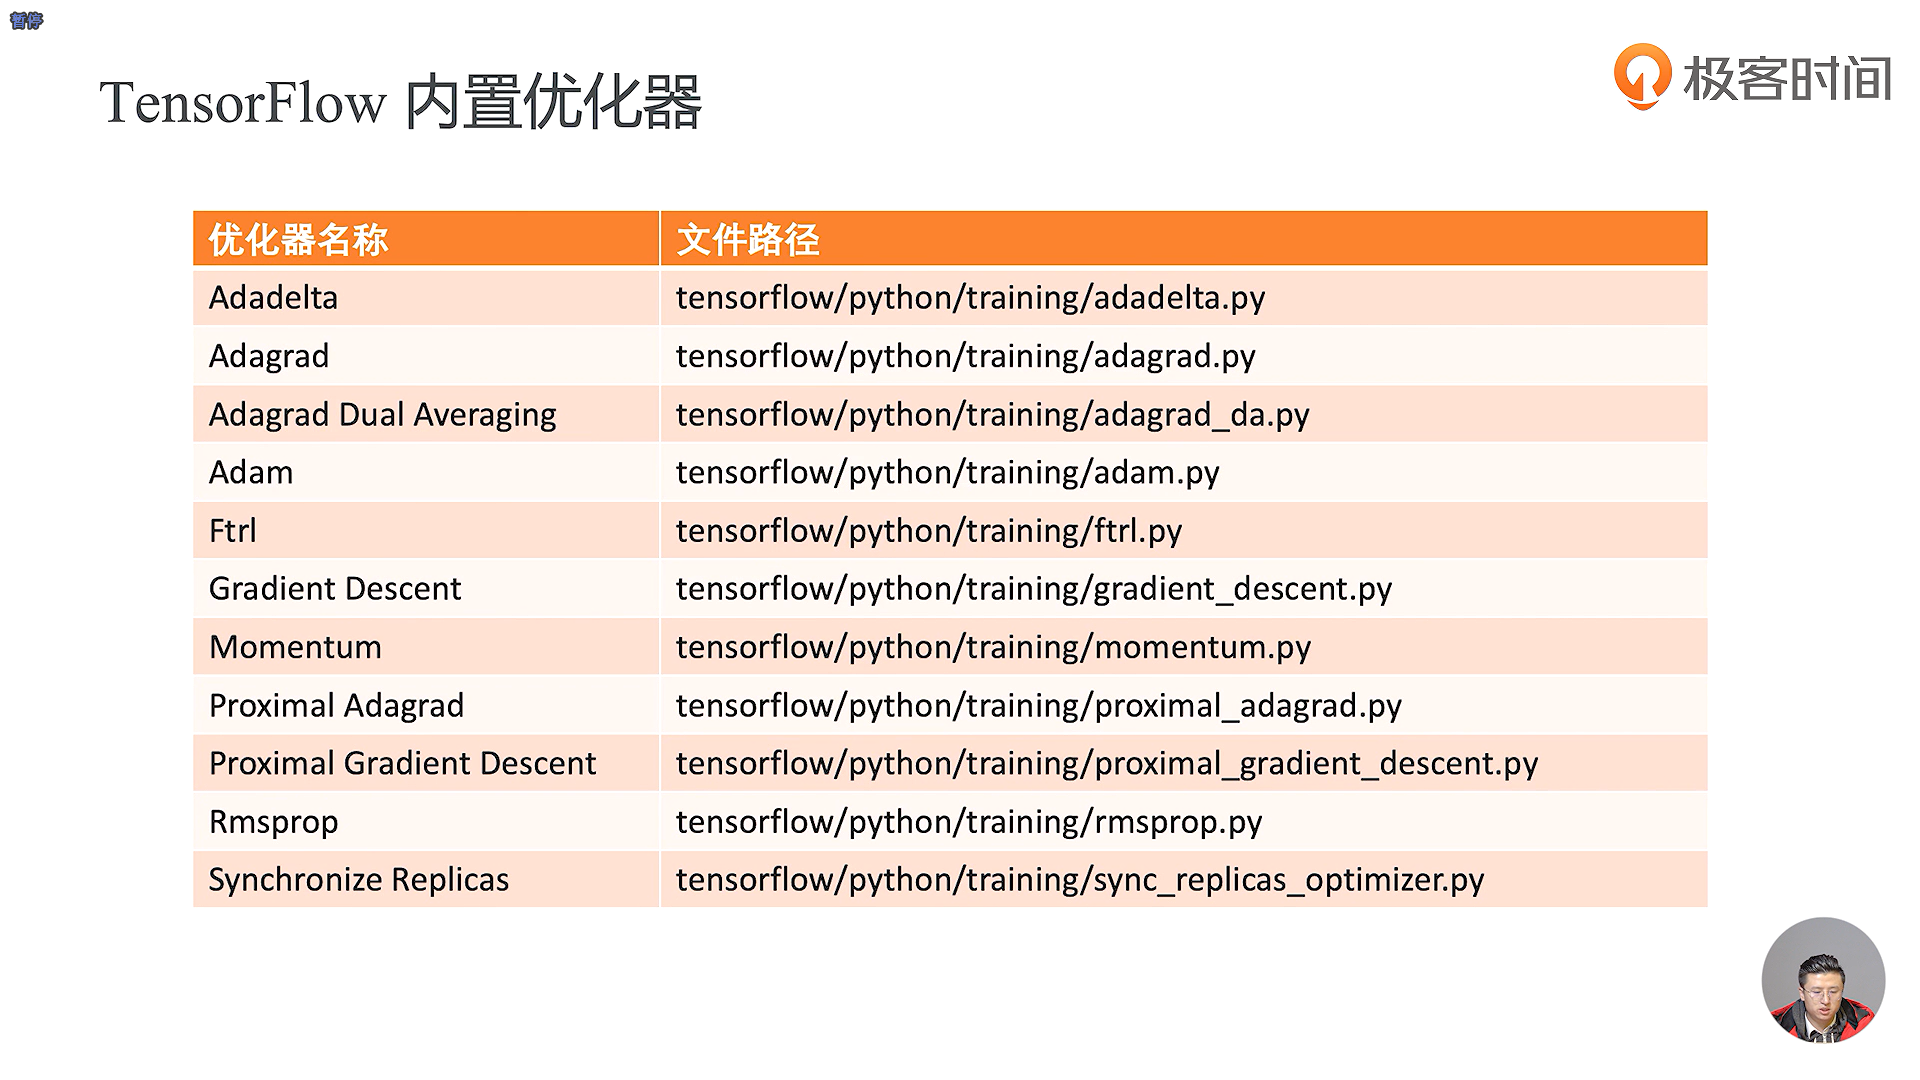 暂停
TensorFlow 内置优化器
极客时间
优化器名称 文件路径
Adadelta tensorflow/python/training/adadelta.py
Adagrad tensorflow/python/training/adagrad.py
Adagrad Dual Averaging tensorflow/python/training/adagrad_da.py
Adam tensorflow/python/training/adam.py
Ftrl tensorflow/python/training/ftrl.py
Gradient Descent tensorflow/python/training/gradient_descent.py
Momentum tensorflow/python/training/momentum.py
Proximal Adagrad tensorflow/python/training/proximal_adagrad.py
Proximal Gradient Descent tensorflow/python/training/proximal_gradient_descent.py
Rmsprop tensorflow/python/training/rmsprop.py
Synchronize Replicas tensorflow/python/training/sync_replicas_optimizer.py